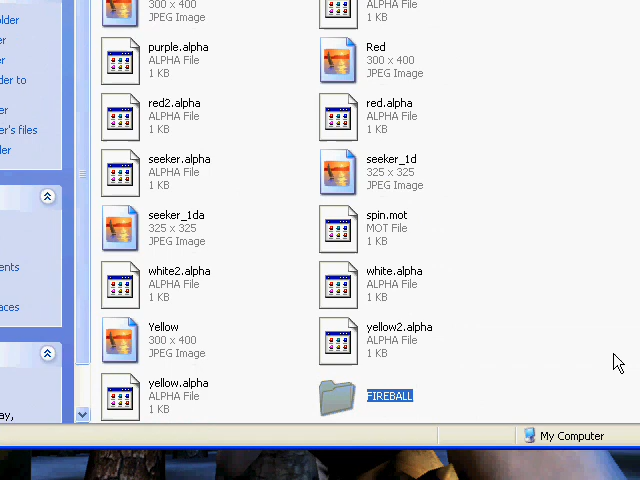 older
er
er
der to
er
er's files
der
ents
aces
ay,
300 x 400
JPEG Image
ALPHA File
1 KB
purple.alpha
ALPHA File
1 KB
Red
300 x 400
JPEG Image
red2.alpha
ALPHA File
1 KB
red.alpha
ALPHA File
1 KB
seeker.alpha
ALPHA File
1 KB
seeker_1d
325 x 325
JPEG Image
seeker_1da
325 x 325
JPEG Image
spin.mot
MOT File
1 KB
white2.alpha
ALPHA File
1 KB
white.alpha
ALPHA File
1 KB
Yellow
300 x 400
JPEG Image
yellow2.alpha
ALPHA File
1 KB
yellow.alpha
ALPHA File
1 KB
FIREBALL
My Computer